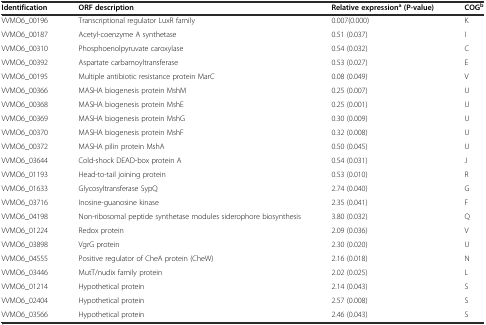 Identification ORF description Relative expressionᵃ (P-value) COGᵇ
VVMO6_00196 Transcriptional regulator LuxR family 0.007(0.000) K
VVMO6_00187 Acetyl-coenzyme A synthetase 0.51 (0.037) I
VVMO6_00310 Phosphoenolpyruvate caroxylase 0.54 (0.032) C
VVMO6_00392 Aspartate carbamoyltransferase 0.53 (0.027) E
VVMO6_00195 Multiple antibiotic resistance protein MarC 0.08 (0.049) V
VVMO6_00366 MASHA biogenesis protein MshM 0.25 (0.007) U
VVMO6_00368 MASHA biogenesis protein MshE 0.25 (0.001) U
VVMO6_00369 MASHA biogenesis protein MshG 0.30 (0.009) U
VVMO6_00370 MASHA biogenesis protein MshF 0.32 (0.008) U
VVMO6_00372 MASHA pilin protein MshA 0.50 (0.045) U
VVMO6_03644 Cold-shock DEAD-box protein A 0.54 (0.031) J
VVMO6_01193 Head-to-tail joining protein 0.53 (0.010) R
VVMO6_01633 Glycosyltransferase SypQ 2.74 (0.040) G
VVMO6_03716 Inosine-guanosine kinase 2.35 (0.041) F
VVMO6_04198 Non-ribosomal peptide synthetase modules siderophore biosynthesis 3.80 (0.032) Q
VVMO6_01224 Redox protein 2.09 (0.036) V
VVMO6_03898 VgrG protein 2.30 (0.020) U
VVMO6_04555 Positive regulator of CheA protein (CheW) 2.16 (0.018) N
VVMO6_03446 MutT/nudix family protein 2.02 (0.025) L
VVMO6_01214 Hypothetical protein 2.14 (0.043) S
VVMO6_02404 Hypothetical protein 2.57 (0.008) S
VVMO6_03566 Hypothetical protein 2.46 (0.043) S